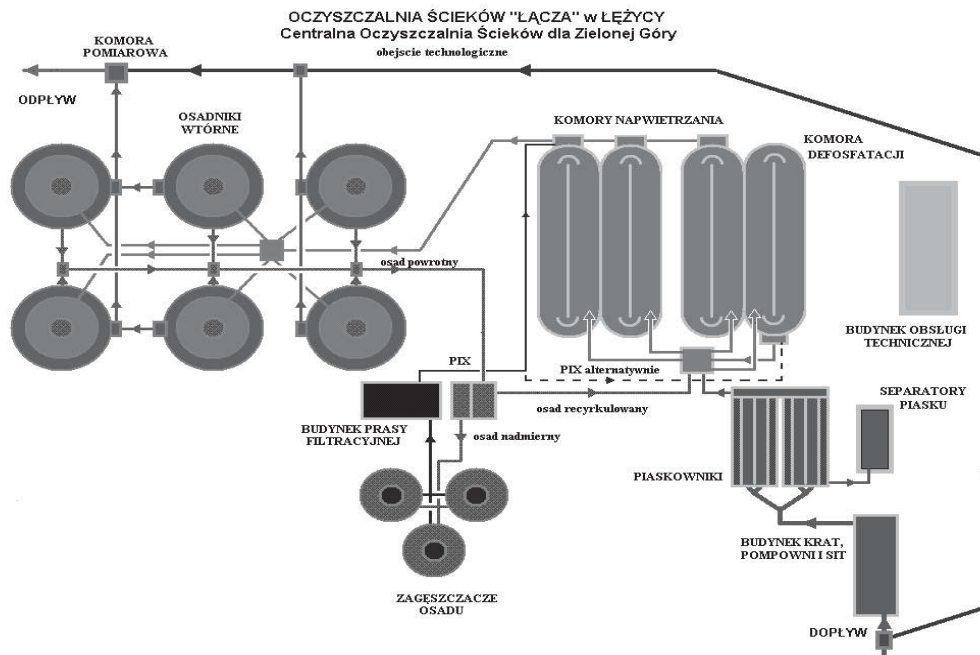 OCZYSZCZALNIA ŚCIEKÓW "ŁĄCZA" w ŁĘŻYCY
Centralna Oczyszczalnia Ścieków dla Zielonej Góry
obejscie technologiczne
KOMORA
POMIAROWA
ODPŁYW
OSADNIKI
WTÓRNE
KOMORY NAPWIETRZANIA
KOMORA
DEFOSFATACJI
osad powrotny
BUDYNEK OBSŁUGI
TECHNICZNEJ
PIX
PIX alternatywnie
osad recyrkulowany
SEPARATORY
PIASKU
BUDYNEK PRASY
FILTRACYJNEJ
osad nadmierny
PIASKOWNIKI
BUDYNEK KRAT,
POMPOWNI I SIT
ZAGĘSZCZACZE
OSADU
DOPŁYW